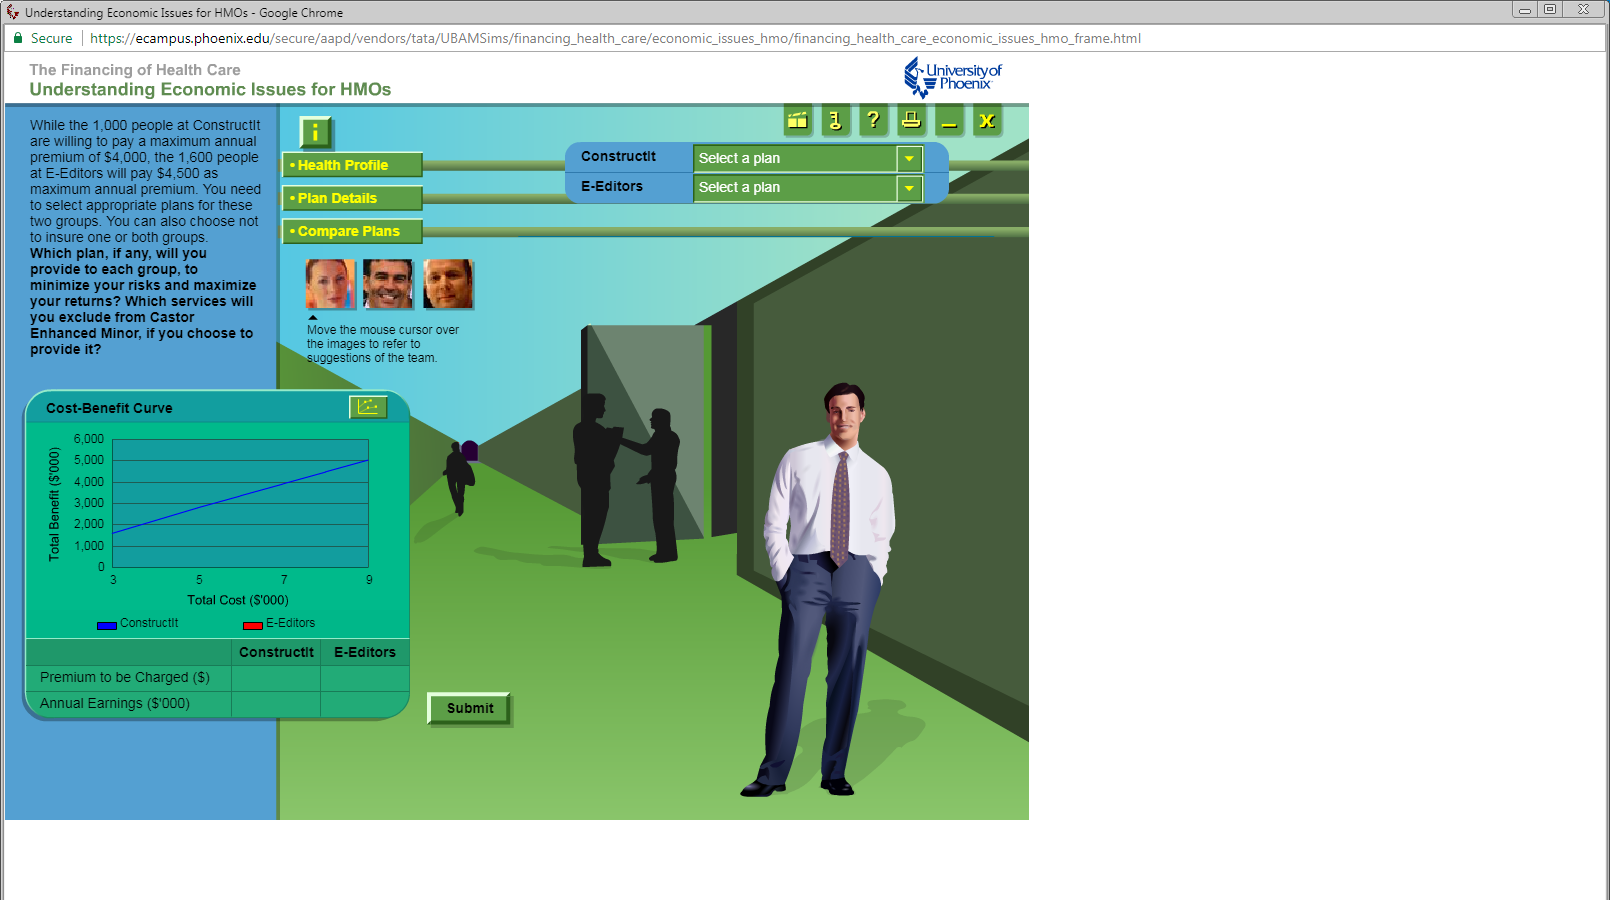 Understanding Economic Issues for HMOs - Google Chrome
Secure https://ecampus.phoenix.edu/secure/aapd/vendors/tata/UBAMSims/financing_health_care/economic_issues_hmo/financing_health_care_economic_issues_hmo_frame.html
The Financing of Health Care
Understanding Economic Issues for HMOs
University of
Phoenix
While the 1,000 people at ConstructIt
are willing to pay a maximum annual
premium of $4,000, the 1,600 people
at E-Editors will pay $4,500 as
maximum annual premium. You need
to select appropriate plans for these
two groups. You can also choose not
to insure one or both groups.
Which plan, if any, will you
provide to each group, to
minimize your risks and maximize
your returns? Which services will
you exclude from Castor
Enhanced Minor, if you choose to
provide it?
i
? X
• Health Profile
• Plan Details
• Compare Plans
ConstructIt Select a plan
E-Editors Select a plan
Move the mouse cursor over
the images to refer to
suggestions of the team.
Cost-Benefit Curve
Total Benefit ($'000)
6,000
5,000
4,000
3,000
2,000
1,000
0
3 5 7 9
Total Cost ($'000)
ConstructIt E-Editors
ConstructIt E-Editors
Premium to be Charged ($)
Annual Earnings ($'000)
Submit